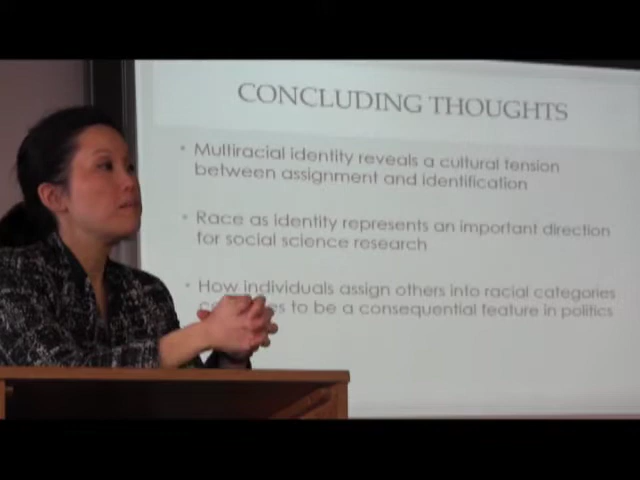 CONCLUDING THOUGHTS
• Multiracial identity reveals a cultural tension
between assignment and identification
• Race as identity represents an important direction
for social science research
• How individuals assign others into racial categories
to be a consequential feature in politics